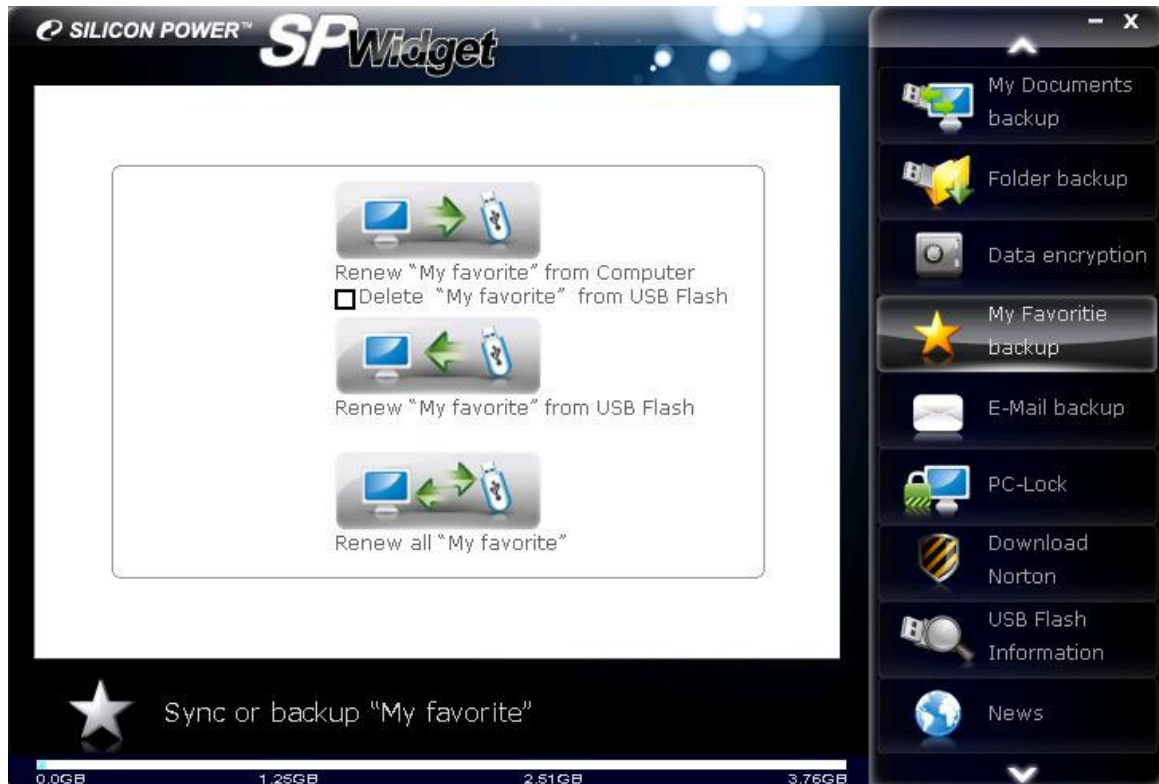 SILICON POWER™ SPWidget
– X
Renew “My favorite” from Computer
Delete “My favorite” from USB Flash
Renew “My favorite” from USB Flash
Renew all “My favorite”
Sync or backup “My favorite”
0.0GB 1.25GB 2.51GB 3.76GB
My Documents
backup
Folder backup
Data encryption
My Favoritie
backup
E-Mail backup
PC-Lock
Download
Norton
USB Flash
Information
News